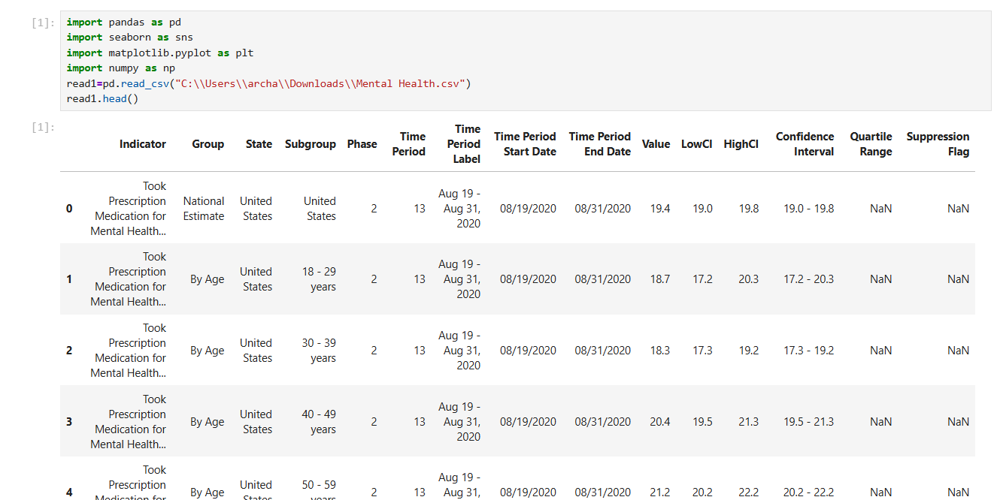 [1]: import pandas as pd
import seaborn as sns
import matplotlib.pyplot as plt
import numpy as np
read1=pd.read_csv("C:\\Users\\archa\\Downloads\\Mental Health.csv")
read1.head()
[1]:
Indicator Group State Subgroup Phase Time Period Time Period Label Time Period Start Date Time Period End Date Value LowCI HighCI Confidence Interval Quartile Range Suppression Flag
0 Took Prescription Medication for Mental Health... National Estimate United States United States 2 13 Aug 19 - Aug 31, 2020 08/19/2020 08/31/2020 19.4 19.0 19.8 19.0 - 19.8 NaN NaN
1 Took Prescription Medication for Mental Health... By Age United States 18 - 29 years 2 13 Aug 19 - Aug 31, 2020 08/19/2020 08/31/2020 18.7 17.2 20.3 17.2 - 20.3 NaN NaN
2 Took Prescription Medication for Mental Health... By Age United States 30 - 39 years 2 13 Aug 19 - Aug 31, 2020 08/19/2020 08/31/2020 18.3 17.3 19.2 17.3 - 19.2 NaN NaN
3 Took Prescription Medication for Mental Health... By Age United States 40 - 49 years 2 13 Aug 19 - Aug 31, 2020 08/19/2020 08/31/2020 20.4 19.5 21.3 19.5 - 21.3 NaN NaN
4 Took Prescription Medication for By Age United States 50 - 59 years 2 13 Aug 19 - Aug 31, 08/19/2020 08/31/2020 21.2 20.2 22.2 20.2 - 22.2 NaN NaN